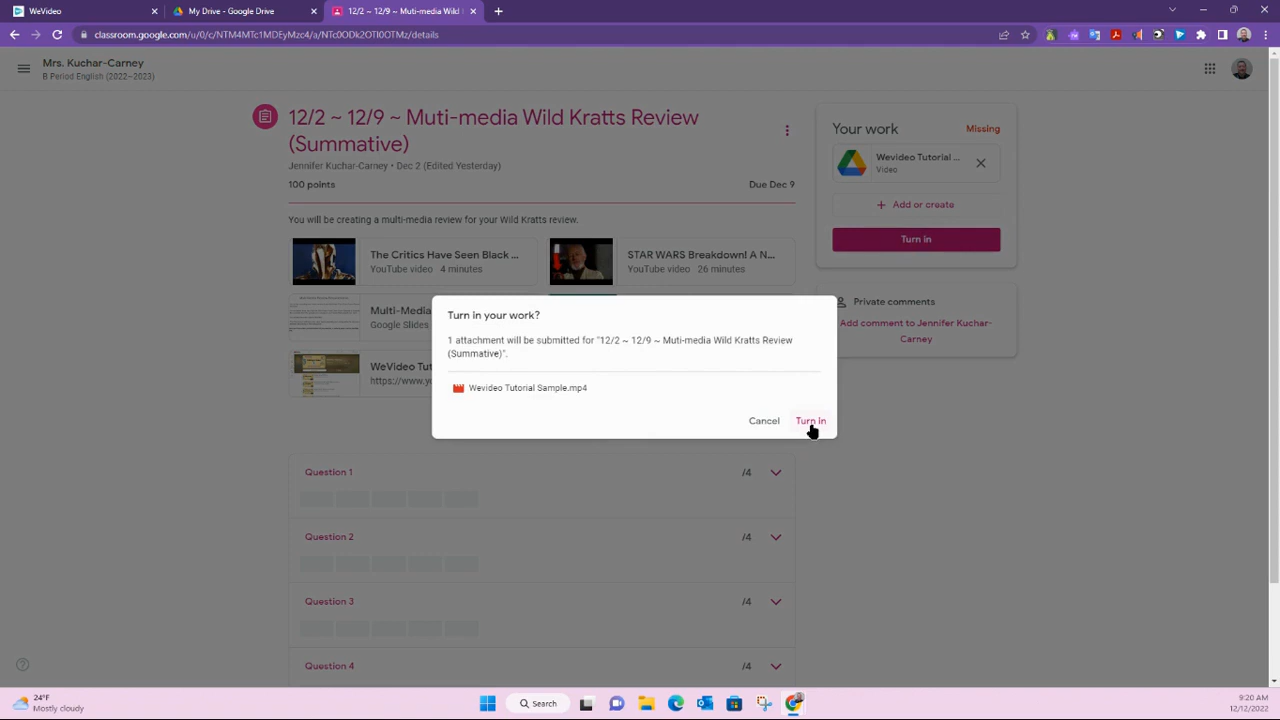 WeVideo
My Drive - Google Drive
12/2 ~ 12/9 ~ Muti-media Wild
classroom.google.com/u/0/c/NTM4MTc1MDEyMzc4/a/NTc0ODk2OTI0OTMz/details
Mrs. Kuchar-Carney
B Period English (2022–2023)
12/2 ~ 12/9 ~ Muti-media Wild Kratts Review
(Summative)
Jennifer Kuchar-Carney • Dec 2 (Edited Yesterday)
100 points
Due Dec 9
You will be creating a multi-media review for your Wild Kratts review.
The Critics Have Seen Black ...
YouTube video 4 minutes
STAR WARS Breakdown! A N...
YouTube video 26 minutes
Multi-Media
Google Slides
WeVideo Tut
https://www.yo
Your work
Missing
Wevideo Tutorial ...
Video
+ Add or create
Turn in
Private comments
Add comment to Jennifer Kuchar-
Carney
Turn in your work?
1 attachment will be submitted for "12/2 ~ 12/9 ~ Muti-media Wild Kratts Review
(Summative)".
Wevideo Tutorial Sample.mp4
Cancel
Turn in
Question 1
/4
Question 2
/4
Question 3
/4
Question 4
/4
24°F
Mostly cloudy
Search
9:20 AM
12/12/2022